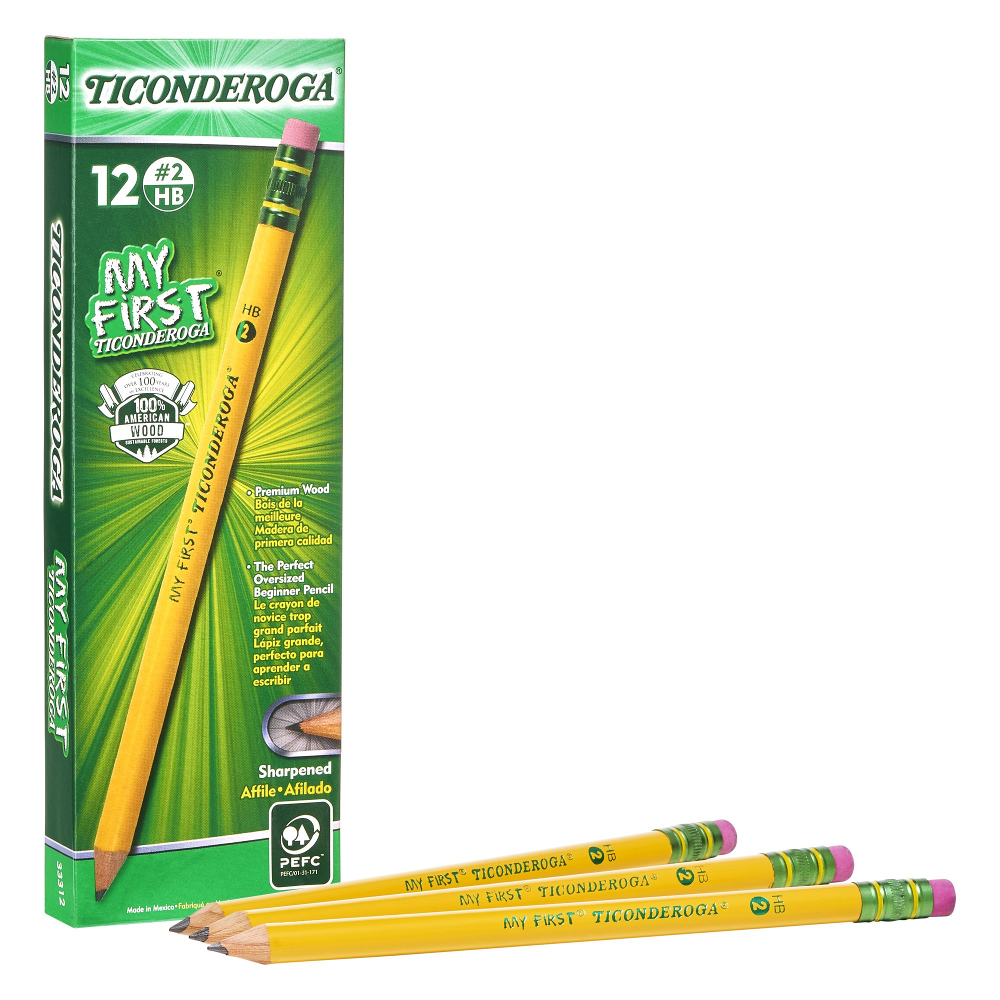 TICONDEROGA®
12 #2
HB
MY
FIRST®
TICONDEROGA
CELEBRATING
OVER 100 YEARS
OF EXCELLENCE
100%
AMERICAN
WOOD™
SUSTAINABLE FORESTS
HB
2
MY FIRST® TICONDEROGA®
• Premium Wood
Bois de la
meilleure
Madera de
primera calidad
• The Perfect
Oversized
Beginner Pencil
Le crayon de
novice trop
grand parfait
Lápiz grande,
perfecto para
aprender a
escribir
Sharpened
Affile • Afilado
PEFC™
PEFC/01-31-171
Made in Mexico • Fabriqué
12 #2
HB
TICONDEROGA
MY FIRST
TICONDEROGA
33312
MY FIRST® TICONDEROGA® 2 HB
MY FIRST® TICONDEROGA® 2 HB
MY FIRST® TICONDEROGA® 2 HB